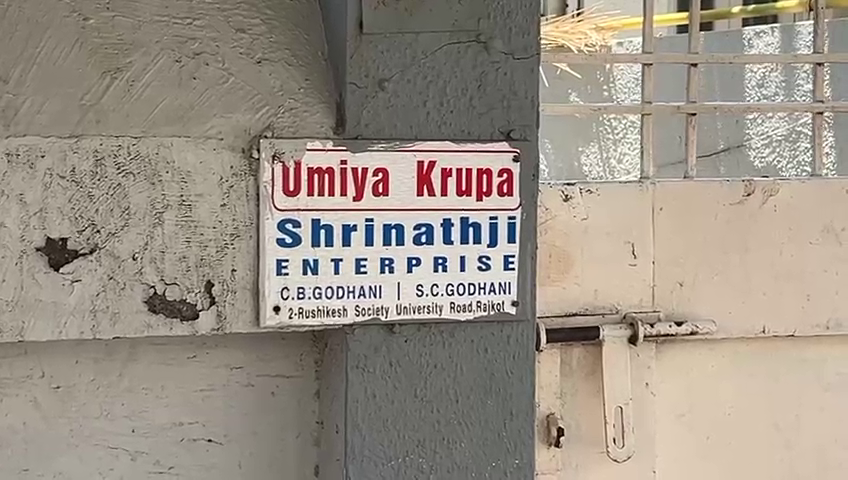 Umiya Krupa
Shrinathji
ENTERPRISE
C.B.GODHANI | S.C.GODHANI
2-Rushikesh Society University Road,Rajkot